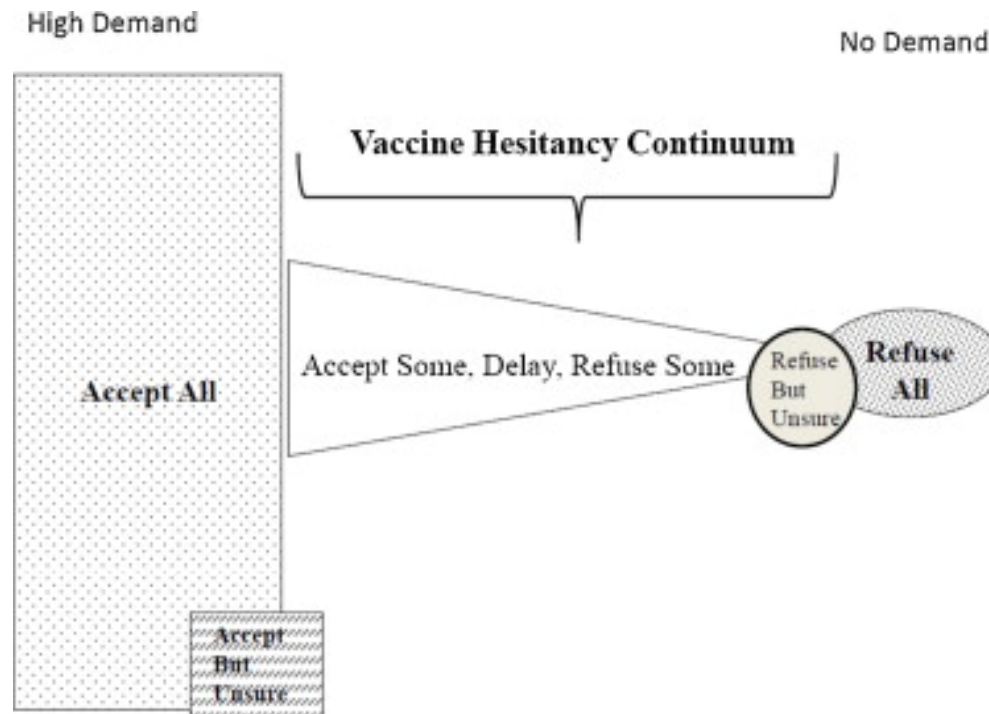 High Demand
No Demand
Vaccine Hesitancy Continuum
Accept All
Accept Some, Delay, Refuse Some
Refuse
But
Unsure
Refuse
All
Accept
But
Unsure